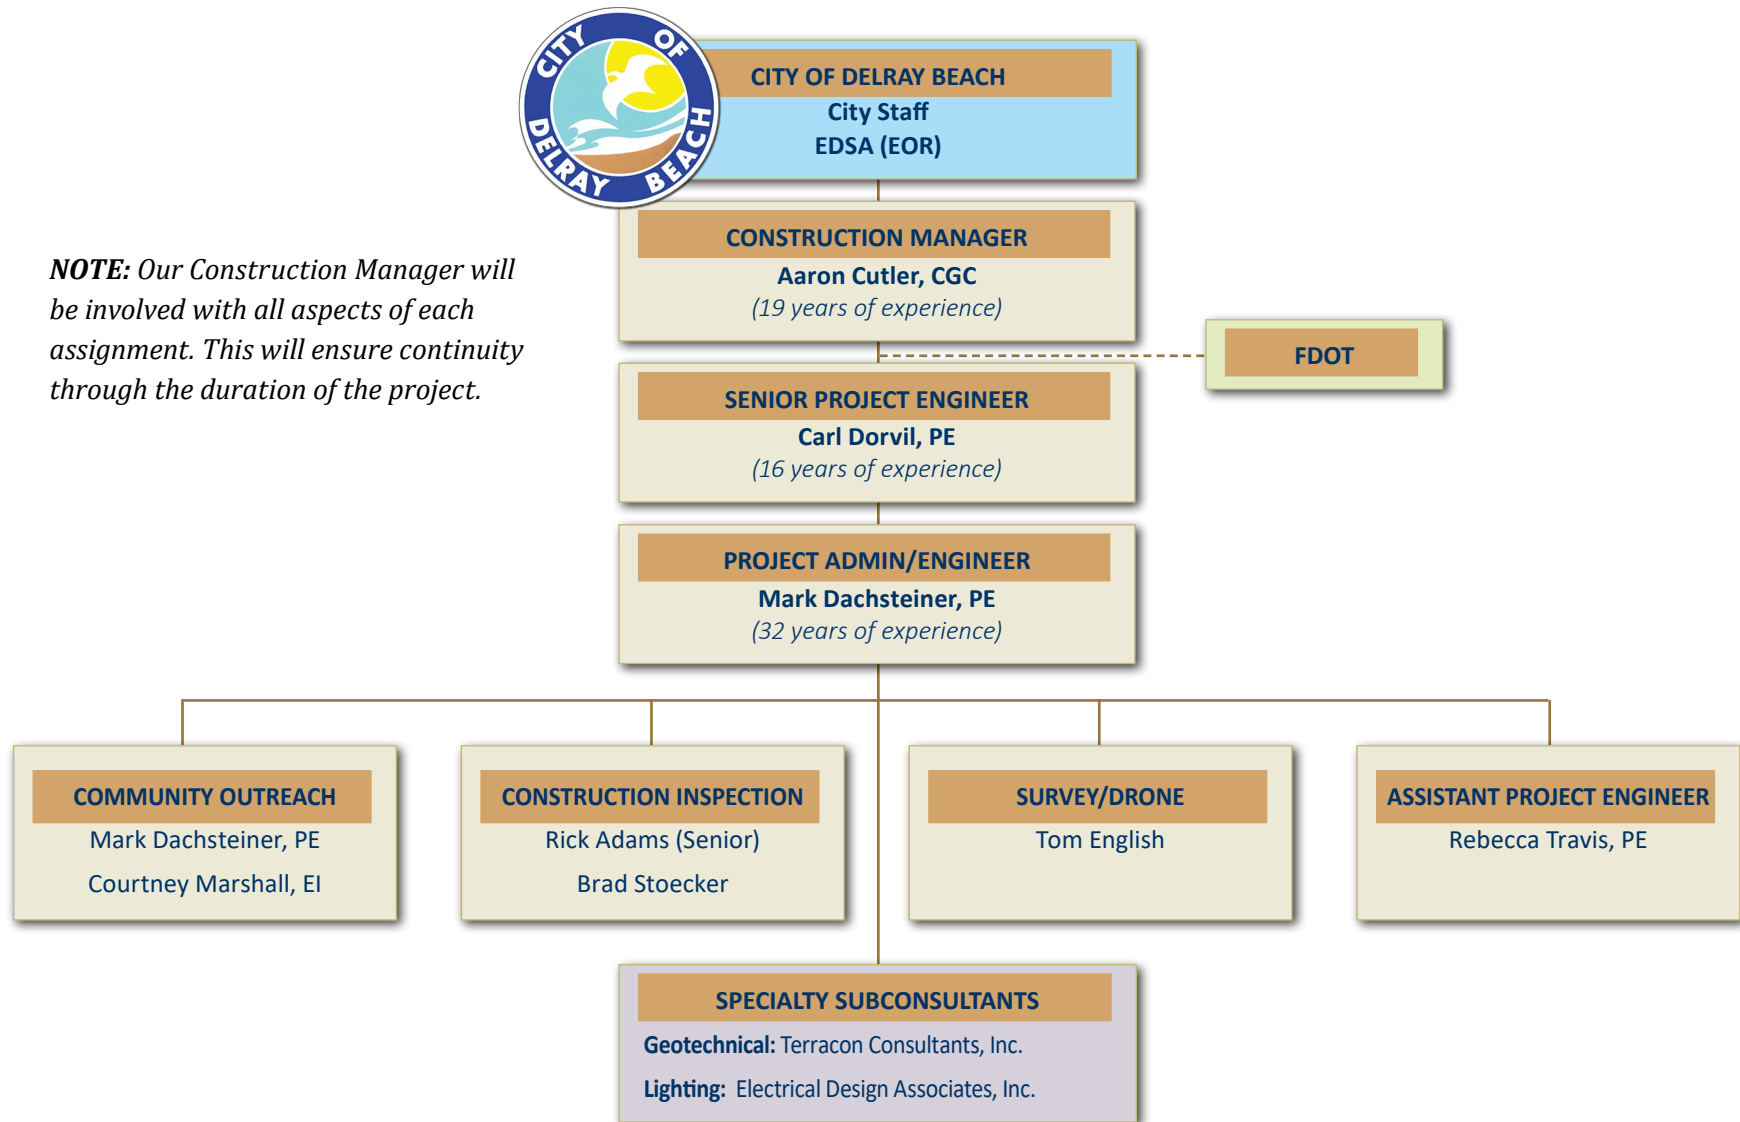 CITY OF
DELRAY BEACH
CITY OF DELRAY BEACH
City Staff
EDSA (EOR)
CONSTRUCTION MANAGER
Aaron Cutler, CGC
(19 years of experience)
NOTE: Our Construction Manager will
be involved with all aspects of each
assignment. This will ensure continuity
through the duration of the project.
FDOT
SENIOR PROJECT ENGINEER
Carl Dorvil, PE
(16 years of experience)
PROJECT ADMIN/ENGINEER
Mark Dachsteiner, PE
(32 years of experience)
COMMUNITY OUTREACH
Mark Dachsteiner, PE
Courtney Marshall, EI
CONSTRUCTION INSPECTION
Rick Adams (Senior)
Brad Stoecker
SURVEY/DRONE
Tom English
ASSISTANT PROJECT ENGINEER
Rebecca Travis, PE
SPECIALTY SUBCONSULTANTS
Geotechnical: Terracon Consultants, Inc.
Lighting: Electrical Design Associates, Inc.